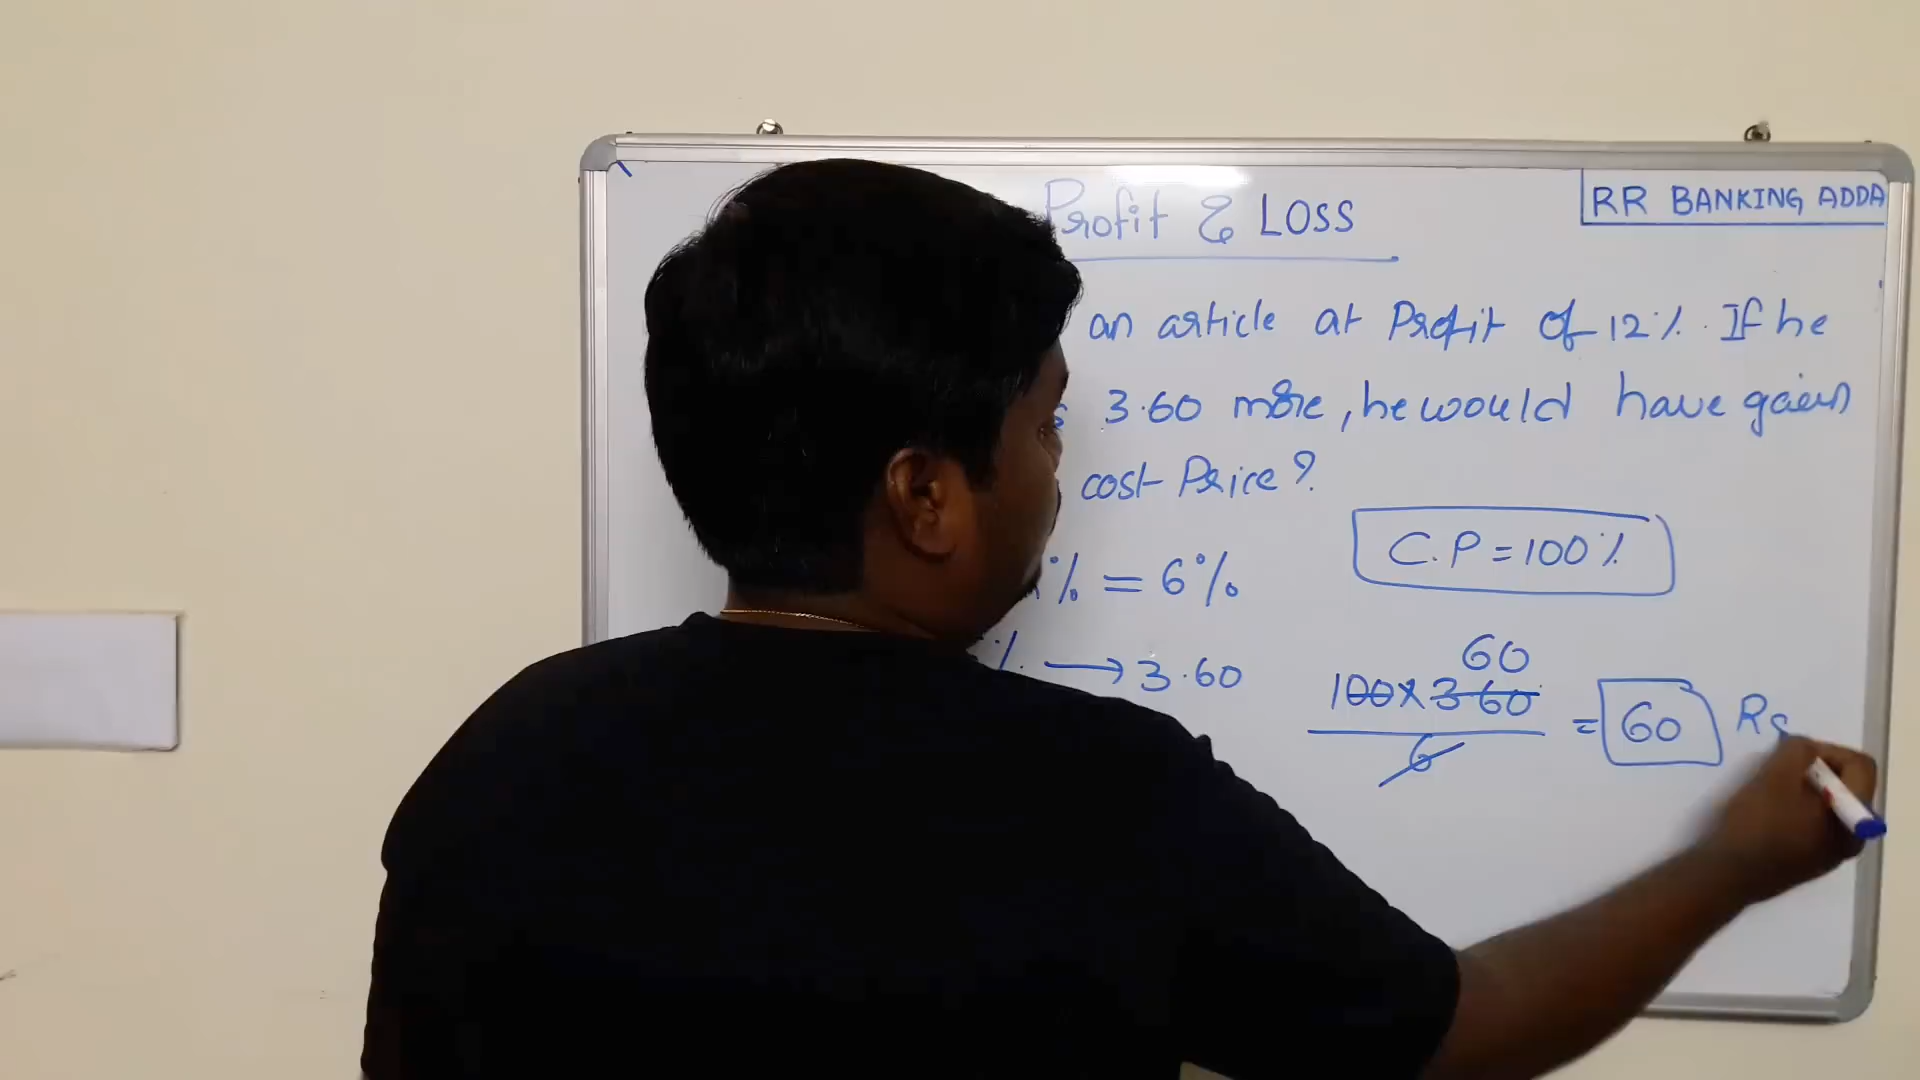 Profit & LOSS
RR BANKING ADDA
an article at Profit of 12%. If he
3.60 more, he would have gain
cost Price?
C.P = 100%
% = 6%
% → 3.60
60
100 x 3.60
6
= 60 Rs